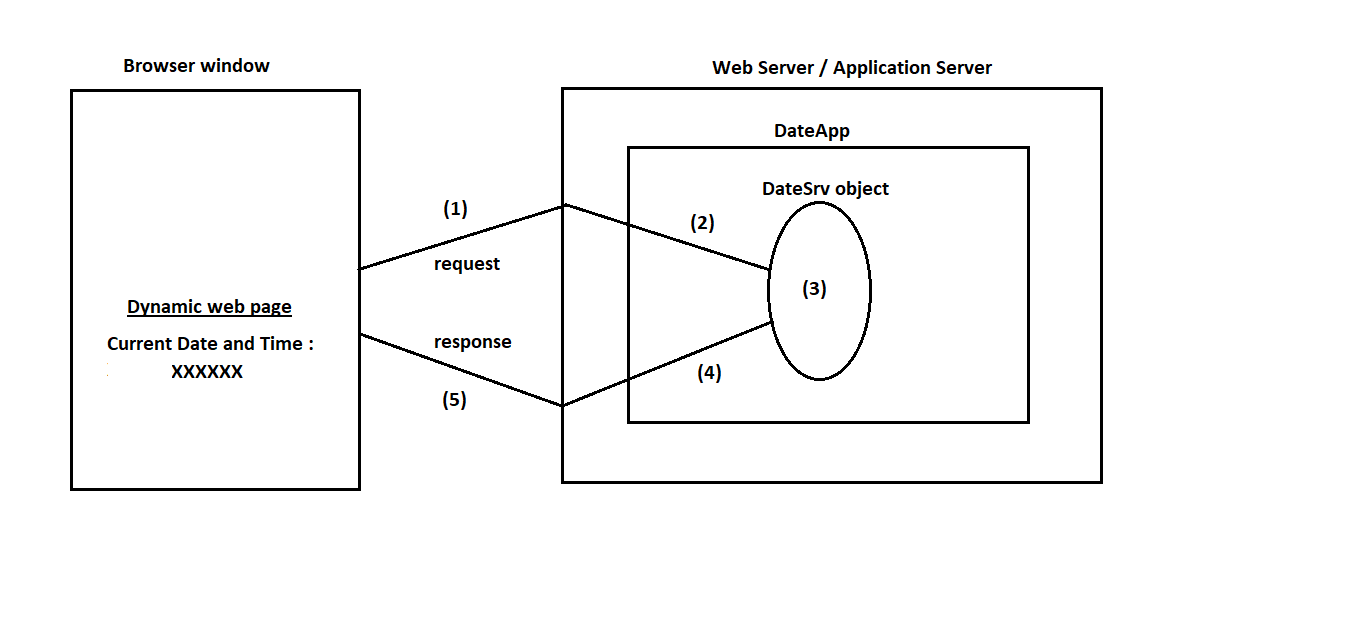 Browser window
Web Server / Application Server
DateApp
DateSrv object
(1)
(2)
request
(3)
Dynamic web page
Current Date and Time :
XXXXXX
response
(4)
(5)